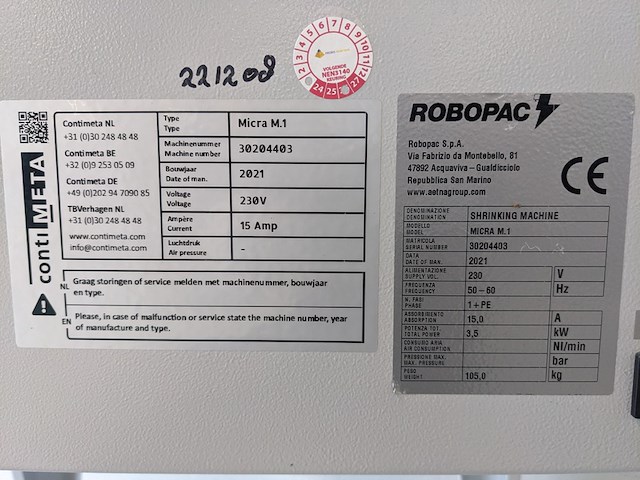 221208
2 3 4 5 6 7 8 9 10 11 12
VOLGENDE
NEN3140
KEURING
24 25 27
Contimeta NL
+31 (0)30 248 48 48
Contimeta BE
+32 (0)9 253 05 09
Contimeta DE
+49 (0)202 94 7090 85
TBVerhagen NL
+31 (0)30 248 48 48
www.contimeta.com
info@contimeta.com
conti META
Type
Type
Micra M.1
Machinenummer
Machine number
30204403
Bouwjaar
Date of man.
2021
Voltage
Voltage
230V
Ampère
Current
15 Amp
Luchtdruk
Air pressure
-
NL
Graag storingen of service melden met machinenummer, bouwjaar
en type.
EN
Please, in case of malfunction or service state the machine number, year
of manufacture and type.
ROBOPAC
Robopac S.p.A.
Via Fabrizio da Montebello, 81
47892 Acquaviva – Gualdicciolo
Repubblica San Marino
www.aetnagroup.com
CE
DENOMINAZIONE
DENOMINATION
SHRINKING MACHINE
MODELLO
MODEL
MICRA M.1
MATRICOLA
SERIAL NUMBER
30204403
DATA
DATE OF MAN.
2021
ALIMENTAZIONE
SUPPLY VOL.
230 V
FREQUENZA
FREQUENCY
50-60 Hz
N. FASI
PHASE
1+PE
ASSORBIMENTO
ABSORPTION
15,0 A
POTENZA TOT.
TOTAL POWER
3,5 kW
CONSUMO ARIA
AIR CONSUMPTION
Nl/min
PRESSIONE MAX.
MAX. PRESSURE
bar
PESO
WEIGHT
105,0 kg